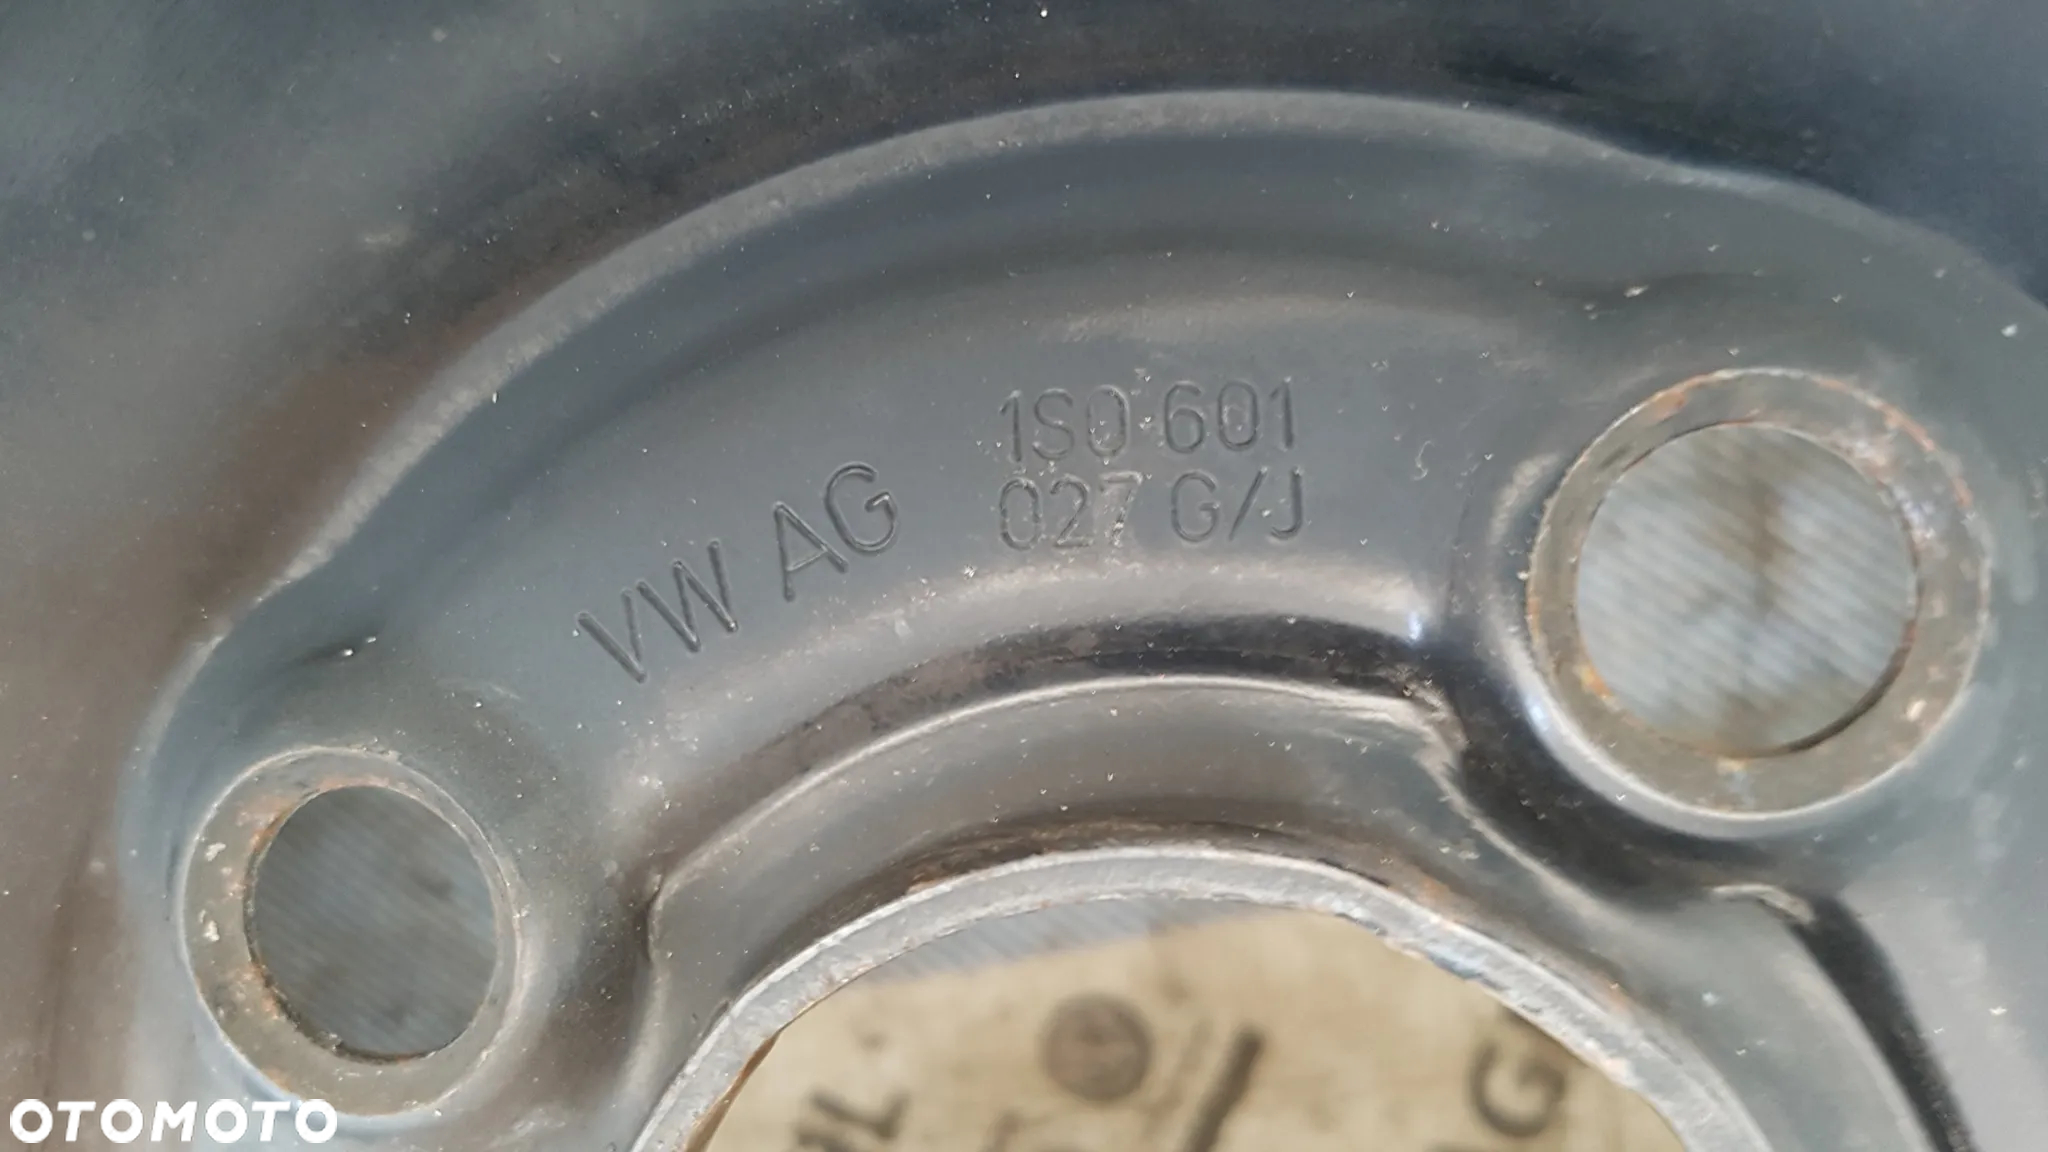 1S0 601
027 G/J
VW AG
OTOMOTO